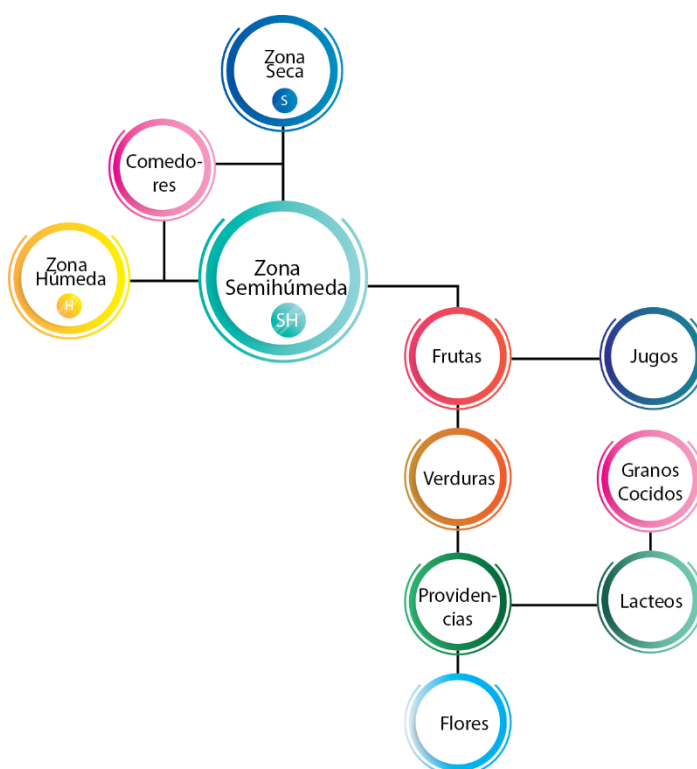 Zona
Seca
S
Comedo-
res
Zona
Húmeda
H
Zona
Semihúmeda
SH
Frutas
Jugos
Verduras
Granos
Cocidos
Providen-
cias
Lacteos
Flores